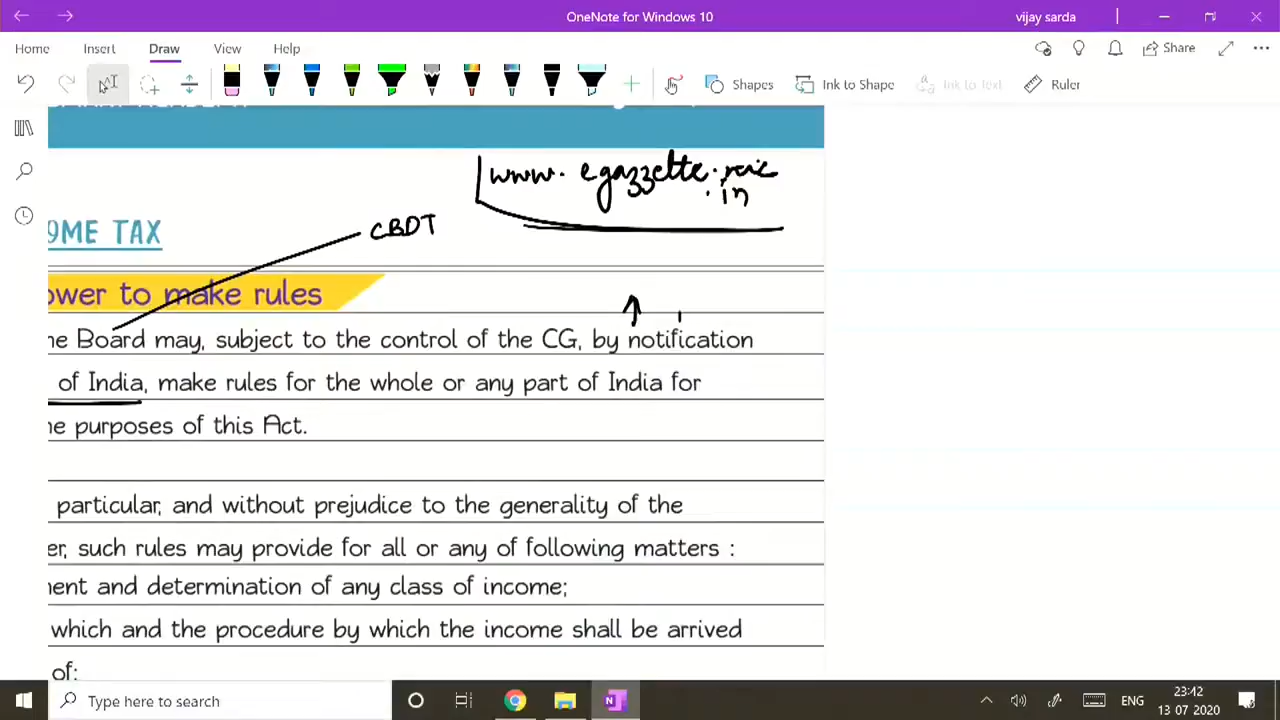 OneNote for Windows 10
vijay sarda
Home Insert Draw View Help
Share
Shapes
Ink to Shape
Ink to Text
Ruler
www. egazzette.nic
.in
OME TAX
CBDT
ower to make rules
ne Board may, subject to the control of the CG, by notification
of India, make rules for the whole or any part of India for
ne purposes of this Act.
particular, and without prejudice to the generality of the
er, such rules may provide for all or any of following matters :
nent and determination of any class of income;
which and the procedure by which the income shall be arrived
of:
Type here to search
ENG
23:42
13-07-2020
3